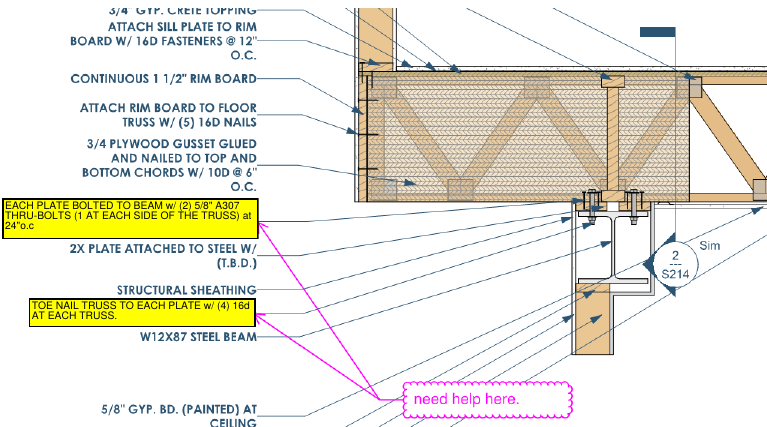 3/4" GYP. CRETE TOPPING
ATTACH SILL PLATE TO RIM
BOARD W/ 16D FASTENERS @ 12"
O.C.
CONTINUOUS 1 1/2" RIM BOARD
ATTACH RIM BOARD TO FLOOR
TRUSS W/ (5) 16D NAILS
3/4 PLYWOOD GUSSET GLUED
AND NAILED TO TOP AND
BOTTOM CHORDS W/ 10D @ 6"
O.C.
EACH PLATE BOLTED TO BEAM w/ (2) 5/8" A307
THRU-BOLTS (1 AT EACH SIDE OF THE TRUSS) at
24"o.c
2X PLATE ATTACHED TO STEEL W/
(T.B.D.)
STRUCTURAL SHEATHING
TOE NAIL TRUSS TO EACH PLATE w/ (4) 16d
AT EACH TRUSS.
W12X87 STEEL BEAM
5/8" GYP. BD. (PAINTED) AT
CEILING
need help here.
2
---
S214
Sim